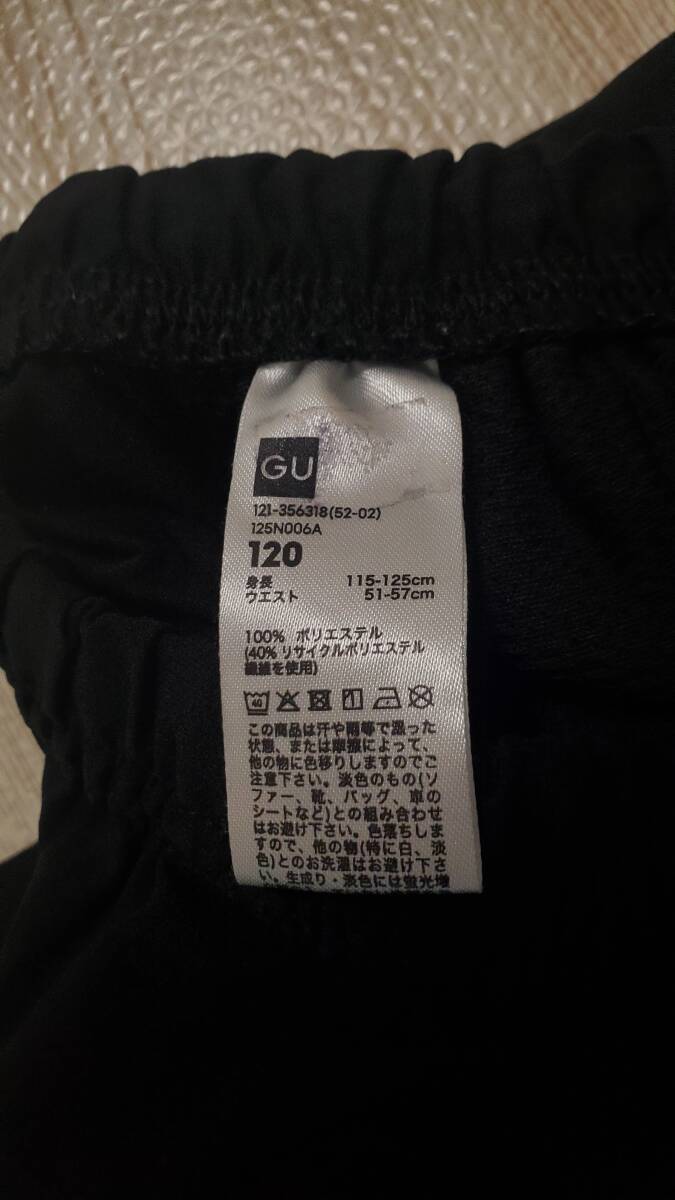 GU
121-356318(52-02)
125N006A
120
身長 115-125cm
ウエスト 51-57cm
100% ポリエステル
(40% リサイクルポリエステル
繊維を使用)
40
この商品は汗や雨等で湿った
状態、または摩擦によって、
他の物に色移りしますのでご
注意下さい。淡色のもの(ソ
ファー、靴、バッグ、車の
シートなど)との組み合わせ
はお避け下さい。色落ちしま
すので、他の物(特に白、淡
色)とのお洗濯はお避け下さ
い。生成り・淡色には蛍光増